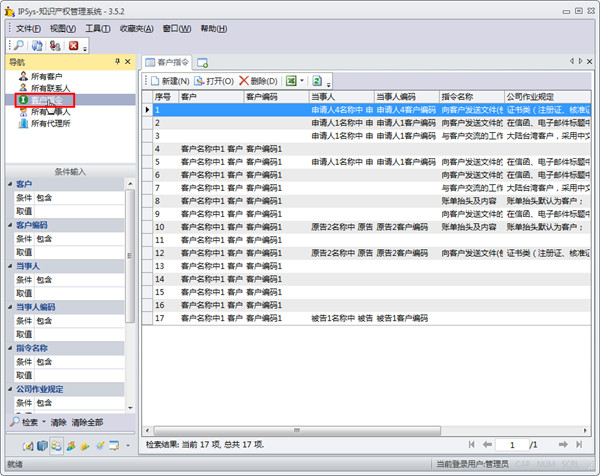 IPSys-知识产权管理系统 - 3.5.2
文件(F) 视图(V) 工具(T) 收藏夹(A) 窗口(W) 帮助(H)
导航
所有客户
所有联系人
所有代理所
条件输入
客户
条件 包含
取值
客户编码
条件 包含
取值
当事人
条件 包含
取值
当事人编码
条件 包含
取值
指令名称
条件 包含
取值
公司作业规定
条件 包含
检索 清除 清除全部
客户指令
新建(N) 打开(O) 删除(D)
序号 客户 客户编码 当事人 当事人编码 指令名称 公司作业规定
1 申请人4名称中 申 申请人4客户编码 向客户发送文件(包 证书类（注册证、核准证
2 申请人1名称中 申 申请人1客户编码 向客户发送文件的 在信函、电子邮件标题中
3 申请人1名称中 申 申请人1客户编码 与客户交流的工作 大陆台湾客户，采用中文
4 客户名称中1 客户 客户编码1
5 客户名称中1 客户 客户编码1 申请人1名称中 申 申请人1客户编码 向客户发送文件的 在信函、电子邮件标题中
6 客户名称中1 客户 客户编码1 向客户发送文件的 在信函、电子邮件标题中
7 客户名称中1 客户 客户编码1 与客户交流的工作 大陆台湾客户，采用中文
8 客户名称中1 客户 客户编码1 账单抬头及内容 账单抬头默认为客户；
9 客户名称中1 客户 客户编码1 向客户发送文件的 在信函、电子邮件标题中
10 客户名称中1 客户 客户编码1 原告2名称中 原告 原告2客户编码 账单抬头及内容 账单抬头默认为客户；
11 客户名称中1 客户 客户编码1
12 客户名称中1 客户 客户编码1 原告2名称中 原告 原告2客户编码 向客户发送文件(包 证书类（注册证、核准证
13 客户名称中1 客户 客户编码1
14 客户名称中1 客户 客户编码1
15 客户名称中1 客户 客户编码1
16 客户名称中1 客户 客户编码1
17 客户名称中1 客户 客户编码1 被告1名称中 被告 被告1客户编码
检索结果: 当前 17 项, 总共 17 项.
1 /1
就绪
当前登录用户:管理员 CAP NUM SCRL